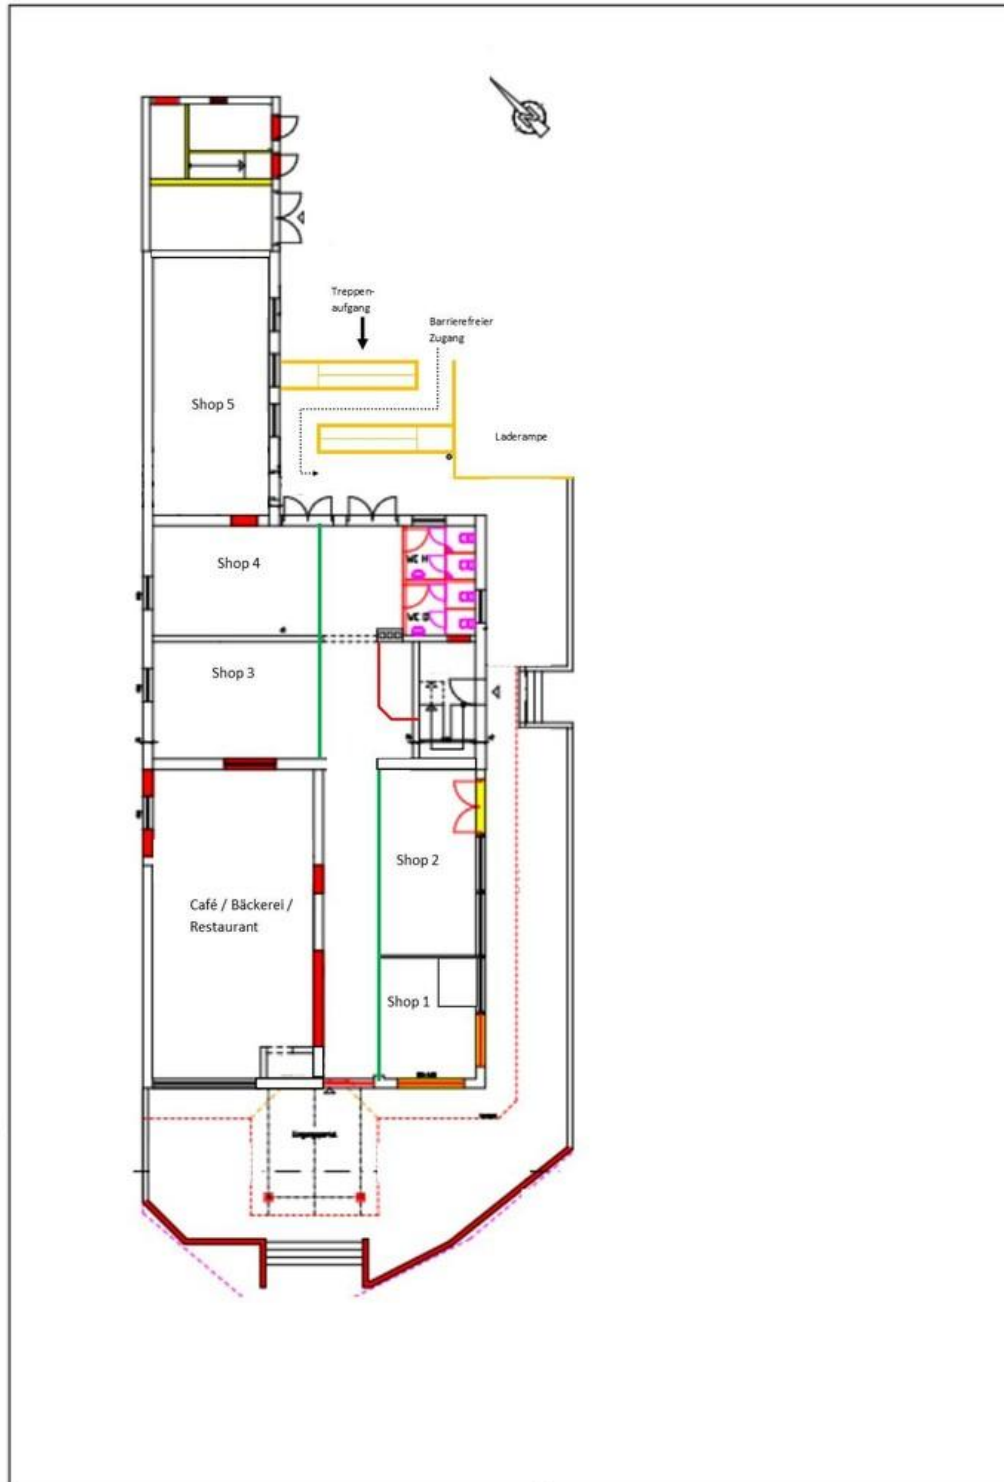 Treppen-
aufgang
Barrierefreier
Zugang
Shop 5
Laderampe
Shop 4
WC H
WC D
Shop 3
Shop 2
Café / Bäckerei /
Restaurant
Shop 1